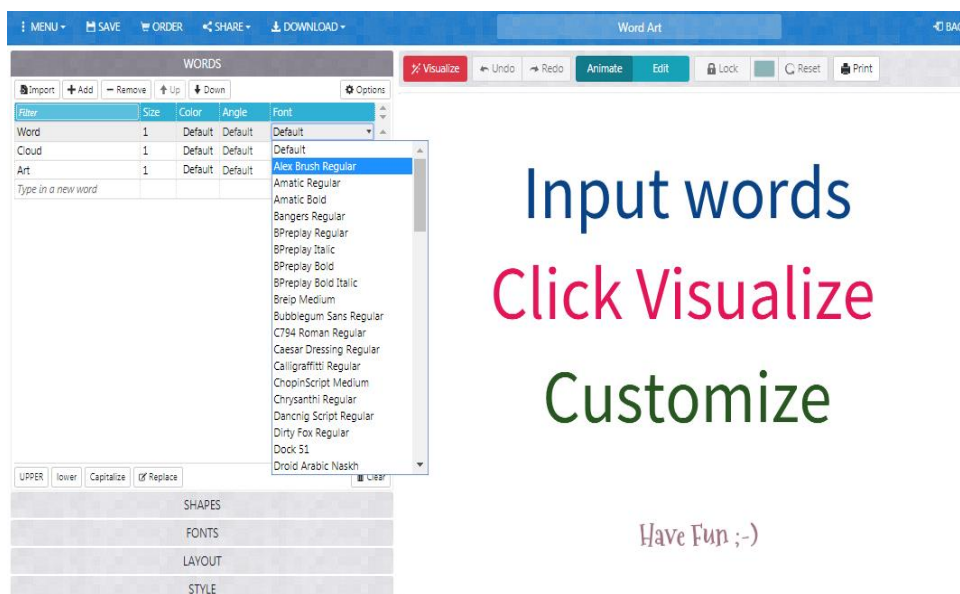 MENU SAVE ORDER SHARE DOWNLOAD Word Art
WORDS
Import Add Remove Up Down Options
Filter Size Color Angle Font
Word 1 Default Default Default
Cloud 1 Default Default
Art 1 Default Default
Type in a new word
Default
Alex Brush Regular
Amatic Regular
Amatic Bold
Bangers Regular
BPreplay Regular
BPreplay Italic
BPreplay Bold
BPreplay Bold Italic
Breip Medium
Bubblegum Sans Regular
C794 Roman Regular
Caesar Dressing Regular
Calligraffitti Regular
ChopinScript Medium
Chrysanthi Regular
Dancnig Script Regular
Dirty Fox Regular
Dock 51
Droid Arabic Naskh
UPPER lower Capitalize Replace Clear
SHAPES
FONTS
LAYOUT
STYLE
Visualize Undo Redo Animate Edit Lock Reset Print
Input words
Click Visualize
Customize
Have Fun ;-)